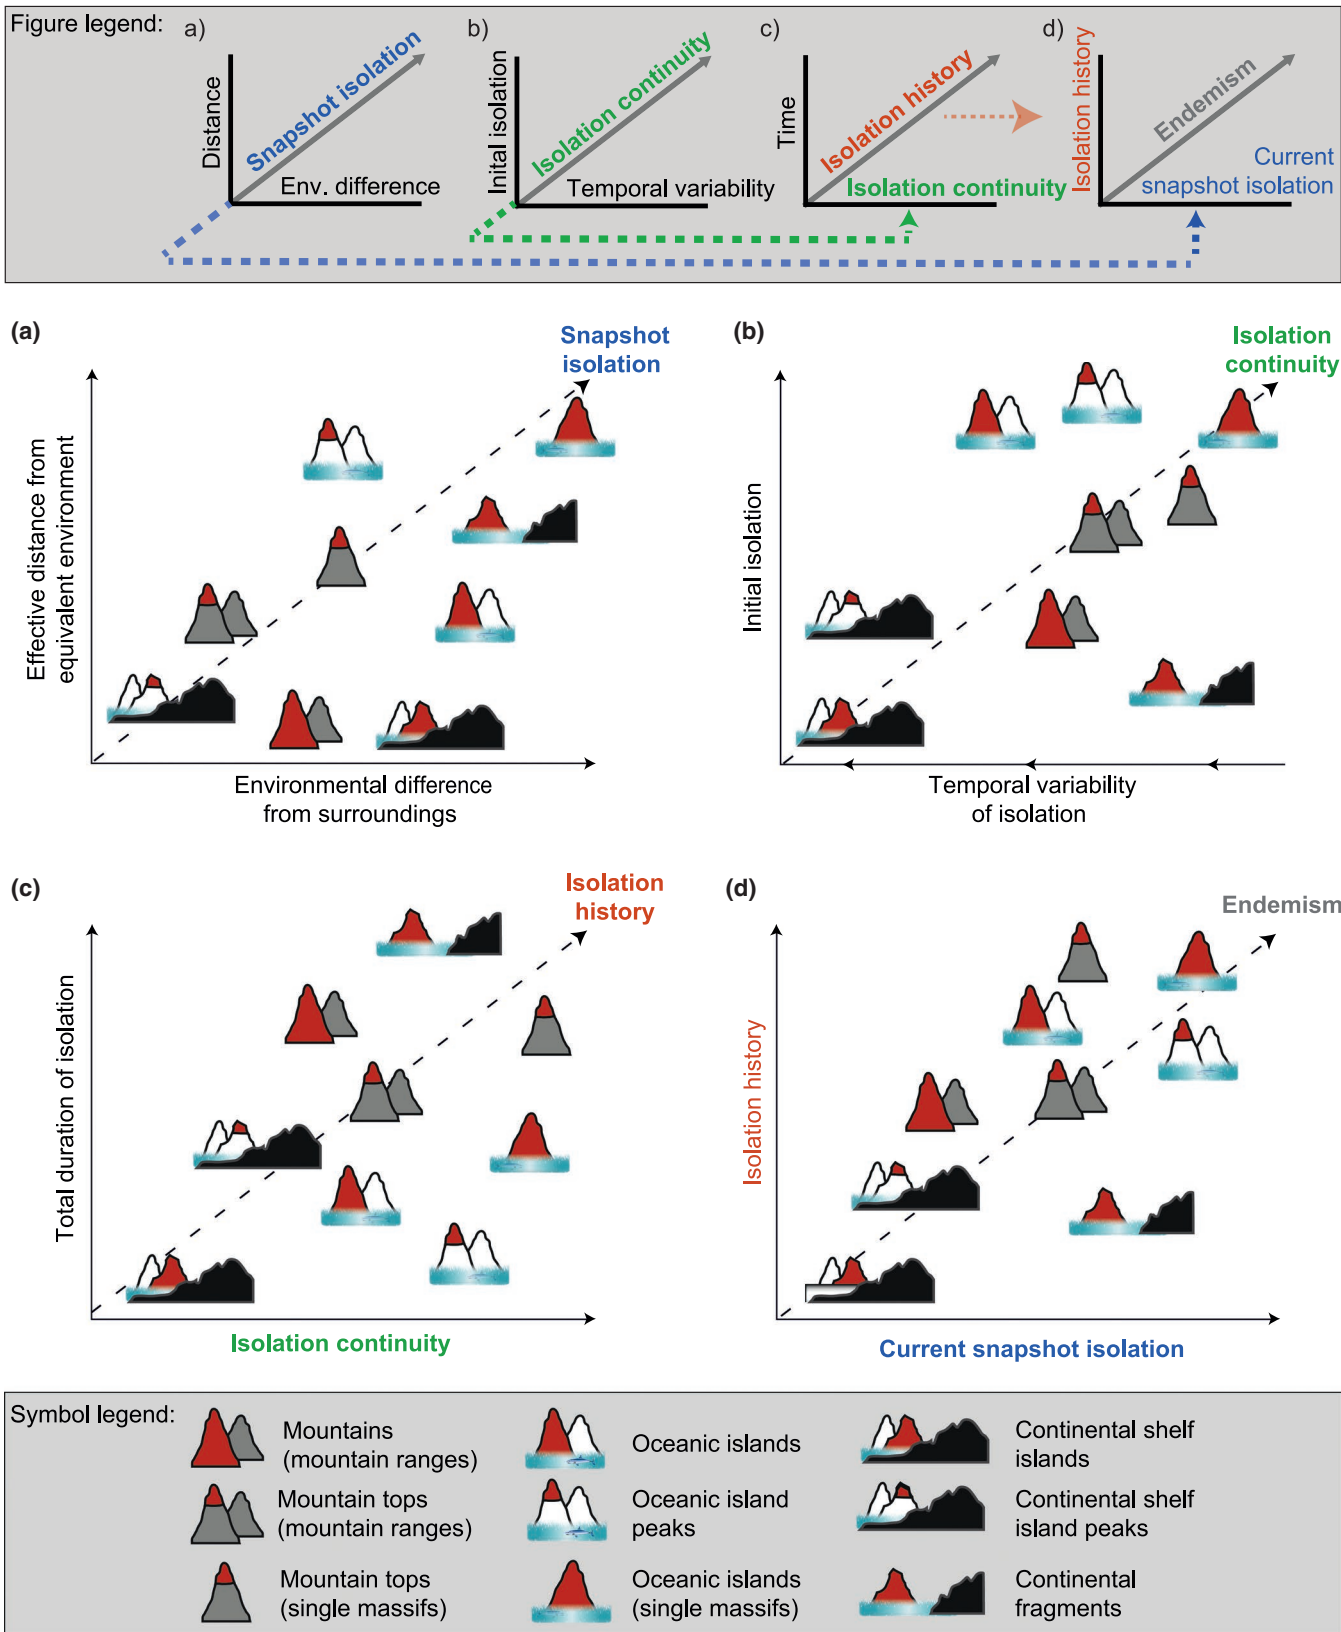 Figure legend:
a)
Distance
Snapshot isolation
Env. difference
b)
Inital isolation
Isolation continuity
Temporal variability
c)
Time
Isolation history
Isolation continuity
d)
Isolation history
Endemism
Current
snapshot isolation
(a)
Snapshot
isolation
Effective distance from
equivalent environment
Environmental difference
from surroundings
(b)
Isolation
continuity
Initial isolation
Temporal variability
of isolation
(c)
Isolation
history
Total duration of isolation
Isolation continuity
(d)
Endemism
Isolation history
Current snapshot isolation
Symbol legend:
Mountains
(mountain ranges)
Mountain tops
(mountain ranges)
Mountain tops
(single massifs)
Oceanic islands
Oceanic island
peaks
Oceanic islands
(single massifs)
Continental shelf
islands
Continental shelf
island peaks
Continental
fragments